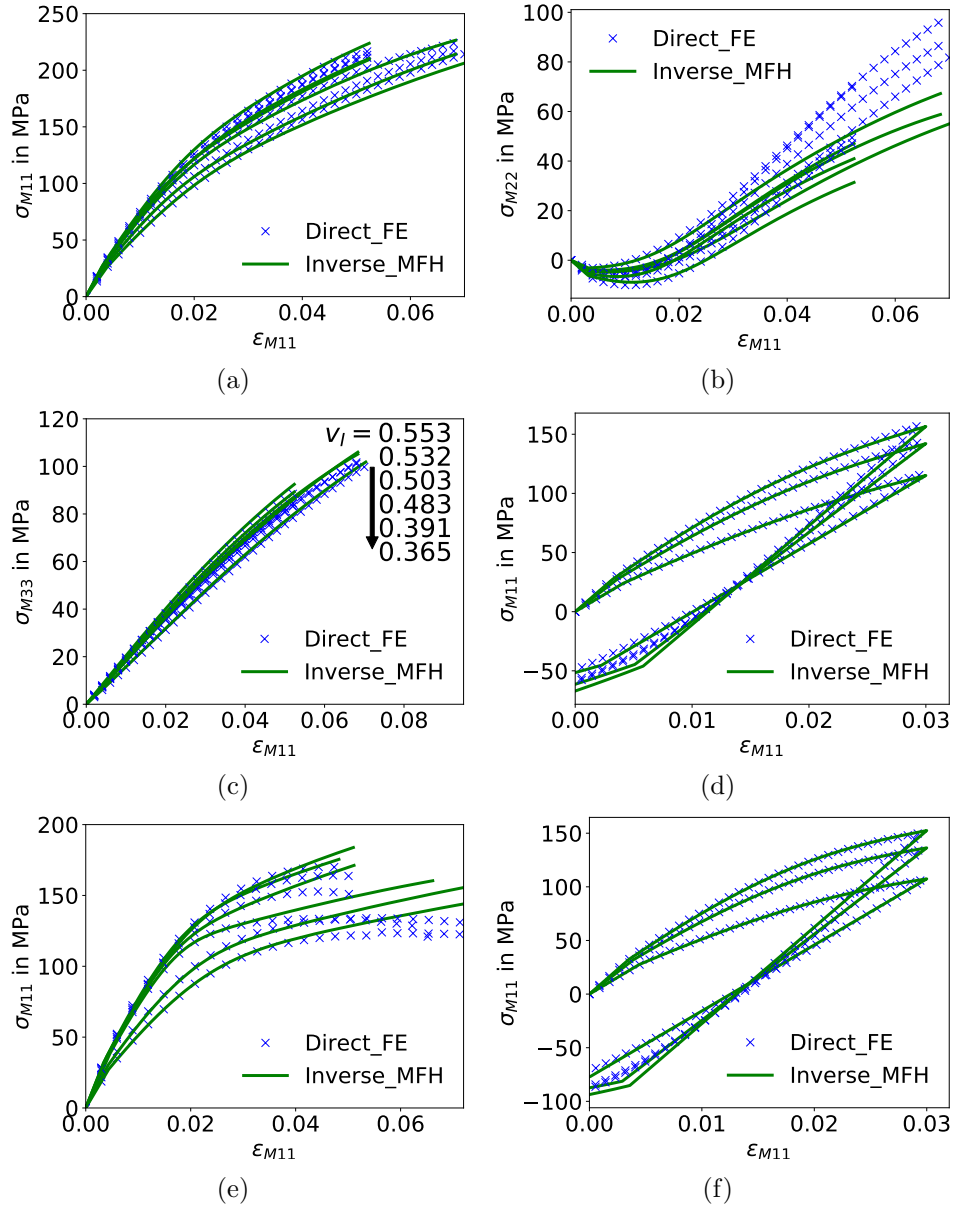 250
200
150
100
50
0
σM11 in MPa
0.00
0.02
0.04
0.06
εM11
Direct_FE
Inverse_MFH
(a)
100
80
60
40
20
0
σM22 in MPa
0.00
0.02
0.04
0.06
εM11
Direct_FE
Inverse_MFH
(b)
120
100
80
60
40
20
0
σM33 in MPa
0.00
0.02
0.04
0.06
0.08
εM11
vI = 0.553
0.532
0.503
0.483
0.391
0.365
Direct_FE
Inverse_MFH
(c)
150
100
50
0
−50
σM11 in MPa
0.00
0.01
0.02
0.03
εM11
Direct_FE
Inverse_MFH
(d)
200
150
100
50
0
σM11 in MPa
0.00
0.02
0.04
0.06
εM11
Direct_FE
Inverse_MFH
(e)
150
100
50
0
−50
−100
σM11 in MPa
0.00
0.01
0.02
0.03
εM11
Direct_FE
Inverse_MFH
(f)